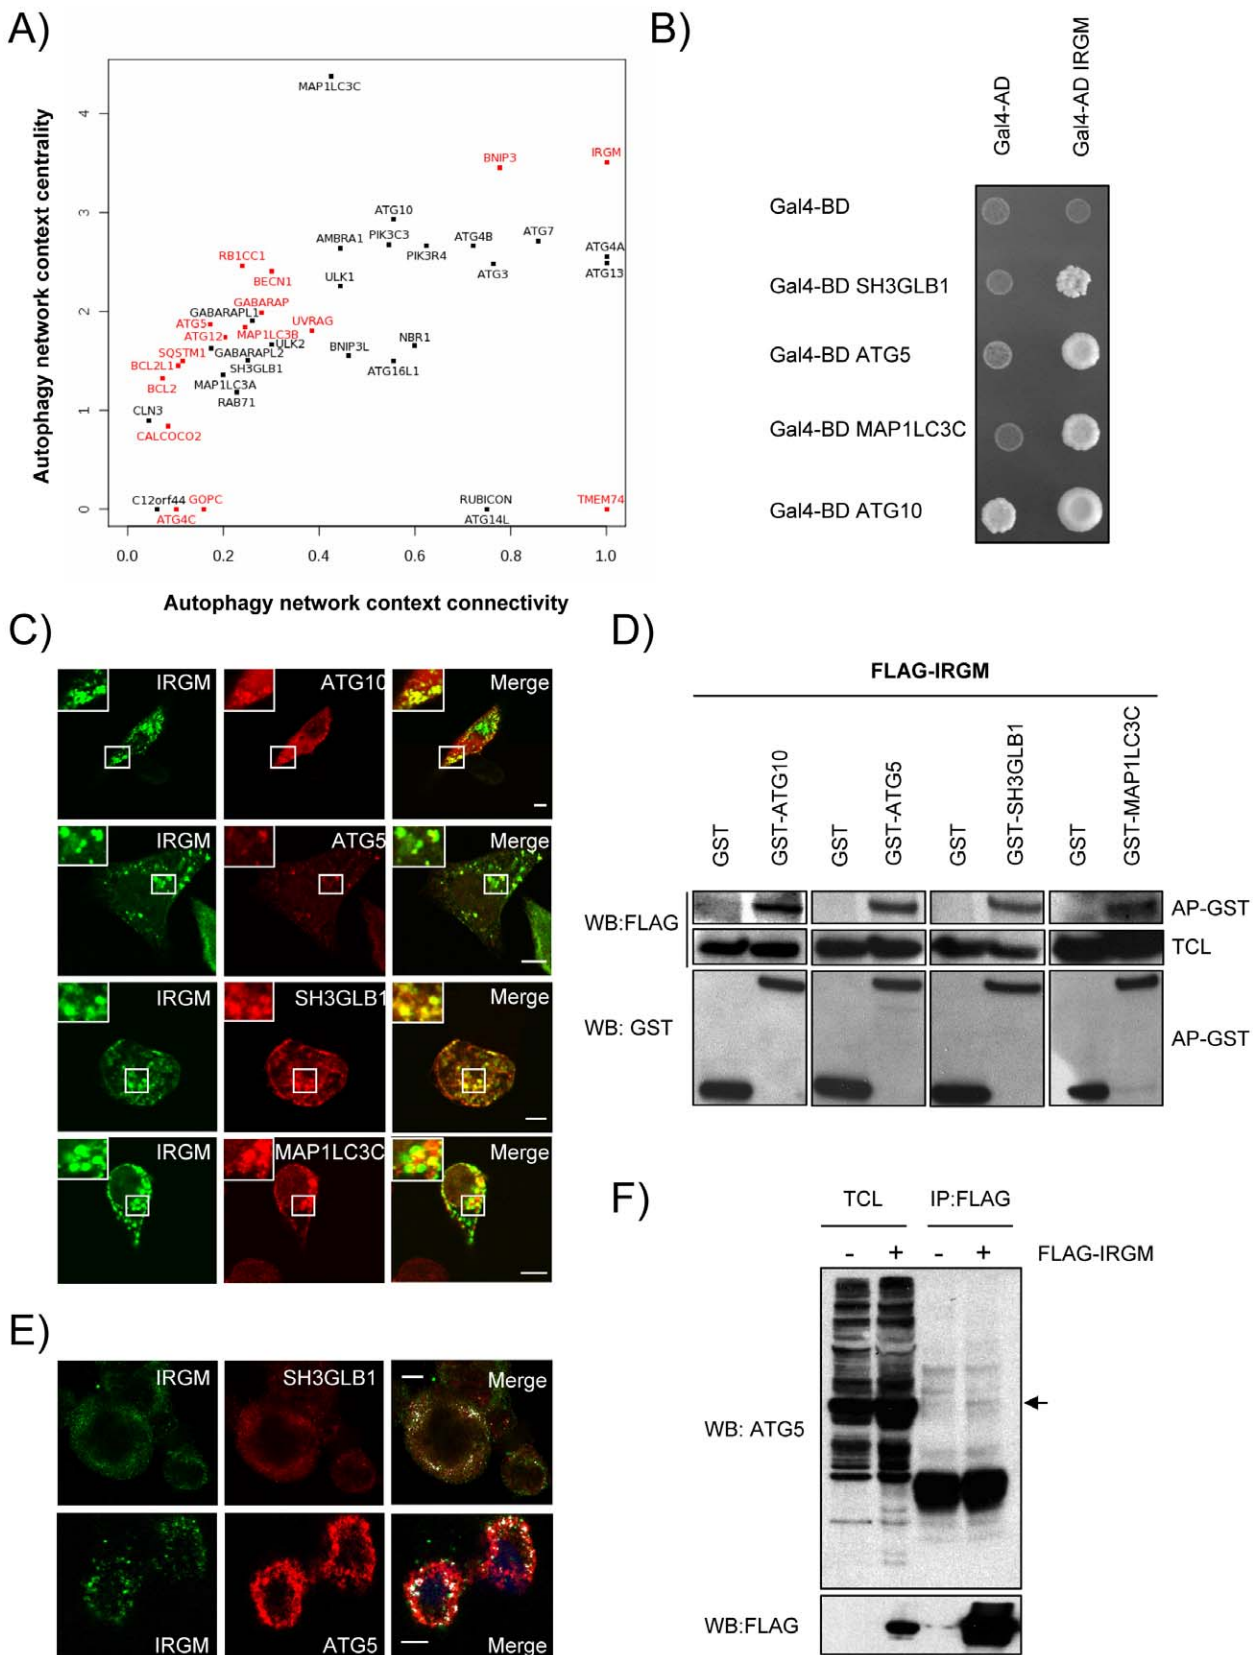 A)
Autophagy network context centrality
4
3
2
1
0
MAP1LC3C
BNIP3
IRGM
ATG10
AMBRA1
PIK3C3
PIK3R4
ATG4B
ATG7
ATG3
ATG4A
ATG13
RB1CC1
BECN1
ULK1
GABARAP
GABARAPL1
UVRAG
ATG5
ATG12
MAP1LC3B
ULK2
NBR1
SQSTM1
GABARAPL2
BNIP3L
BCL2L1
SH3GLB1
ATG16L1
BCL2
MAP1LC3A
RAB71
CLN3
CALCOCO2
C12orf44
GOPC
ATG4C
RUBICON
ATG14L
TMEM74
0.0 0.2 0.4 0.6 0.8 1.0
Autophagy network context connectivity
B)
Gal4-AD
Gal4-AD IRGM
Gal4-BD
Gal4-BD SH3GLB1
Gal4-BD ATG5
Gal4-BD MAP1LC3C
Gal4-BD ATG10
C)
IRGM ATG10 Merge
IRGM ATG5 Merge
IRGM SH3GLB1 Merge
IRGM MAP1LC3C Merge
D)
FLAG-IRGM
GST
GST-ATG10
GST
GST-ATG5
GST
GST-SH3GLB1
GST
GST-MAP1LC3C
WB:FLAG
AP-GST
TCL
WB: GST
AP-GST
E)
IRGM SH3GLB1 Merge
IRGM ATG5 Merge
F)
TCL IP:FLAG
- + - + FLAG-IRGM
WB: ATG5
WB:FLAG